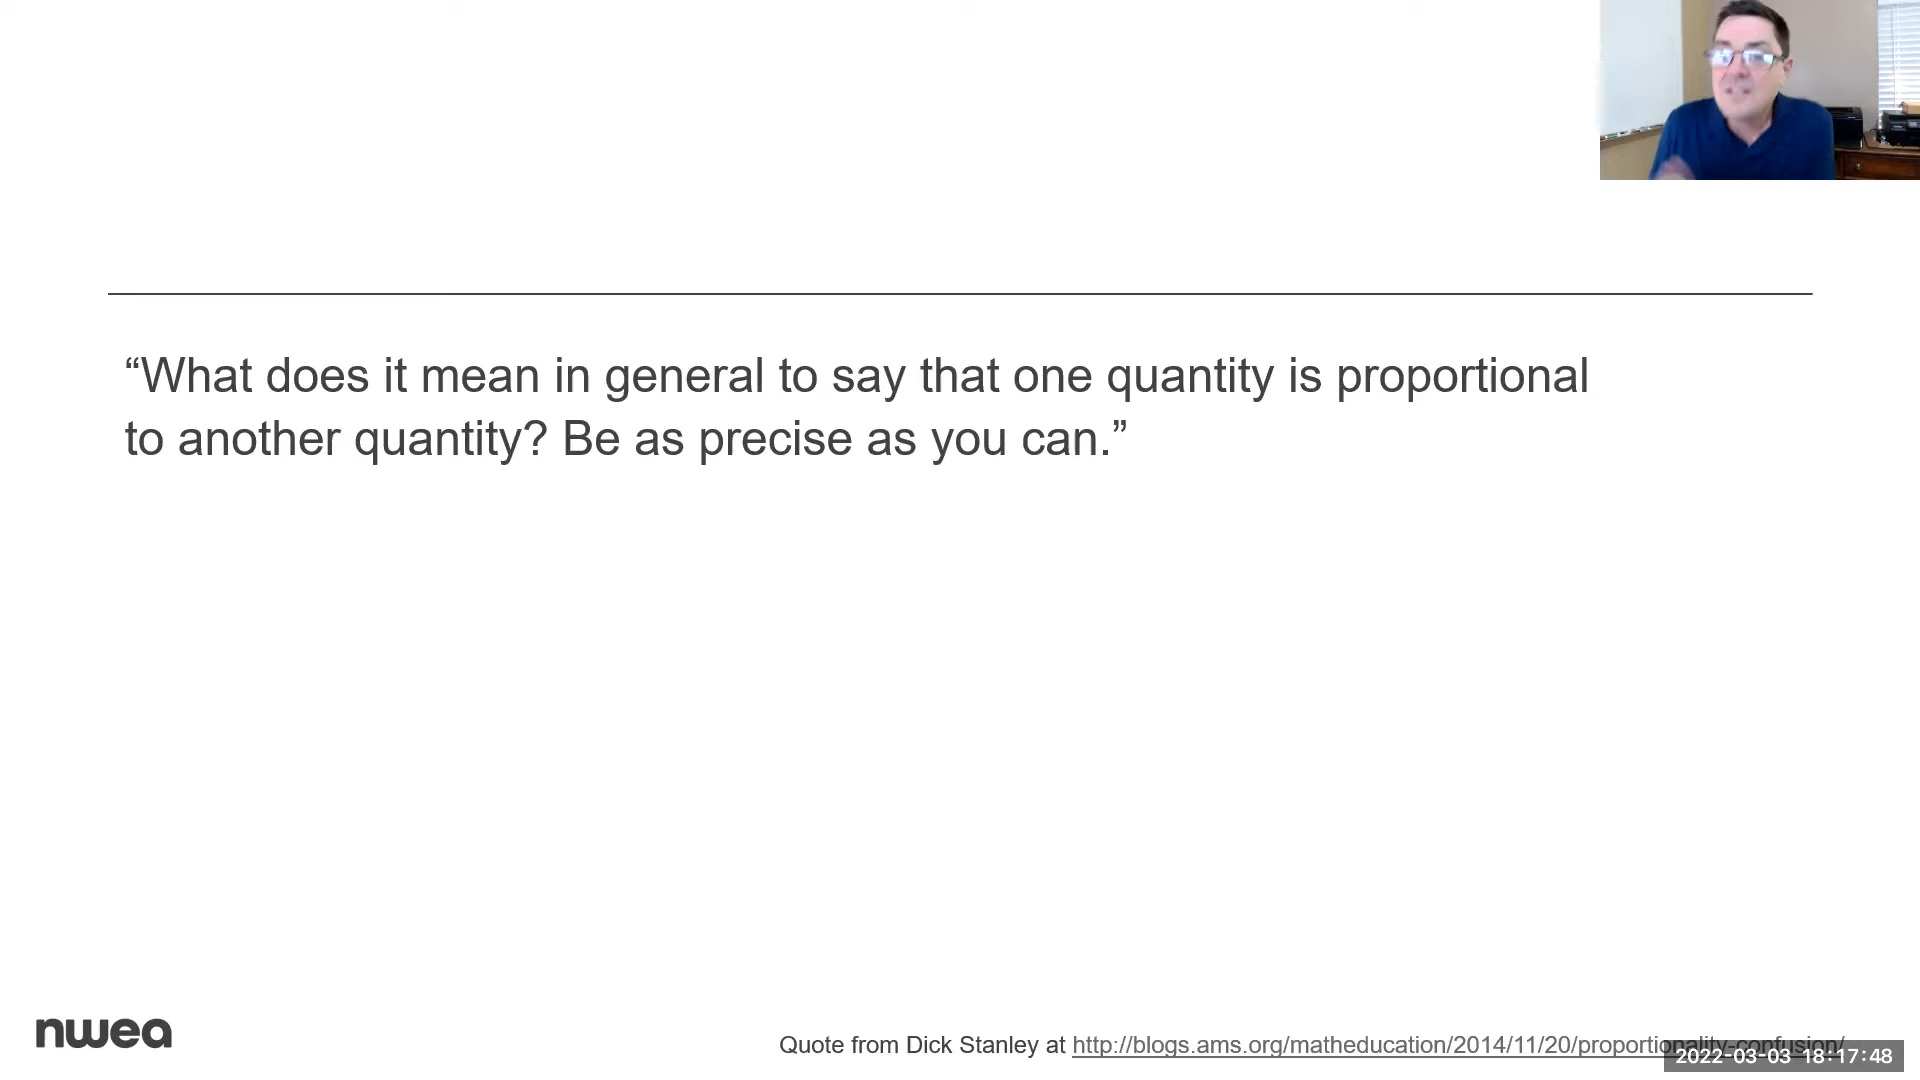 “What does it mean in general to say that one quantity is proportional
to another quantity? Be as precise as you can.”
nwea
Quote from Dick Stanley at http://blogs.ams.org/matheducation/2014/11/20/proportionality-confusion/
2022-03-03 18:17:48